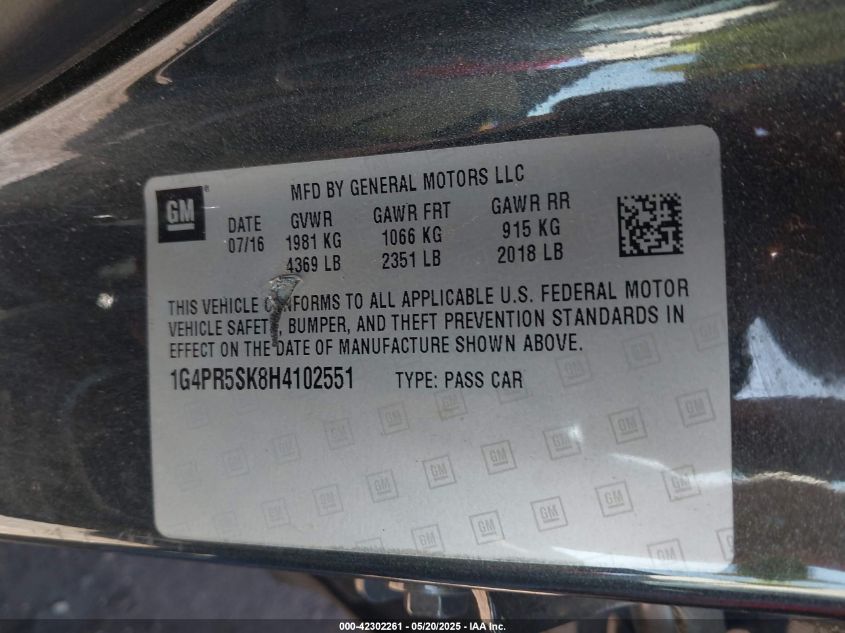 GM ® MFD BY GENERAL MOTORS LLC
DATE GVWR GAWR FRT GAWR RR
07/16 1981 KG 1066 KG 915 KG
4369 LB 2351 LB 2018 LB
THIS VEHICLE C NFORMS TO ALL APPLICABLE U.S. FEDERAL MOTOR
VEHICLE SAFETY, BUMPER, AND THEFT PREVENTION STANDARDS IN
EFFECT ON THE DATE OF MANUFACTURE SHOWN ABOVE.
1G4PR5SK8H4102551 TYPE: PASS CAR
000-42302261 - 05/20/2025 - IAA Inc.